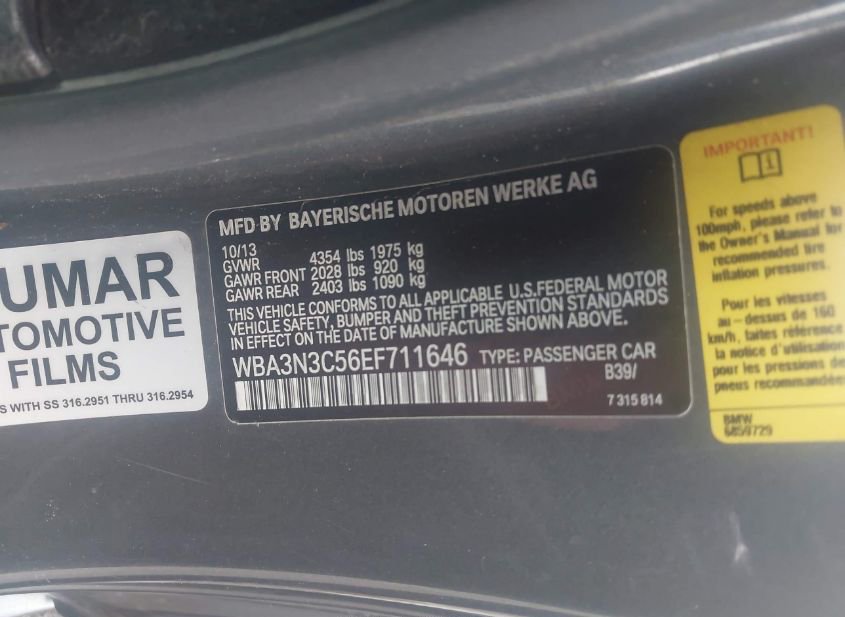 UMAR
TOMOTIVE
FILMS
S WITH SS 316.2951 THRU 316.2954
MFD BY BAYERISCHE MOTOREN WERKE AG
10/13
GVWR 4354 lbs 1975 kg
GAWR FRONT 2028 lbs 920 kg
GAWR REAR 2403 lbs 1090 kg
THIS VEHICLE CONFORMS TO ALL APPLICABLE U.S.FEDERAL MOTOR
VEHICLE SAFETY, BUMPER AND THEFT PREVENTION STANDARDS
IN EFFECT ON THE DATE OF MANUFACTURE SHOWN ABOVE.
WBA3N3C56EF711646 TYPE: PASSENGER CAR
B39/
7 315 814
IMPORTANT!
For speeds above
100mph, please refer to
the Owner's Manual for
recommended tire
inflation pressures.
Pour les vitesses
au-dessus de 160
km/h, faites référence
la notice d'utilisation
pour les pressions de
pneus recommandée
BMW
6859729